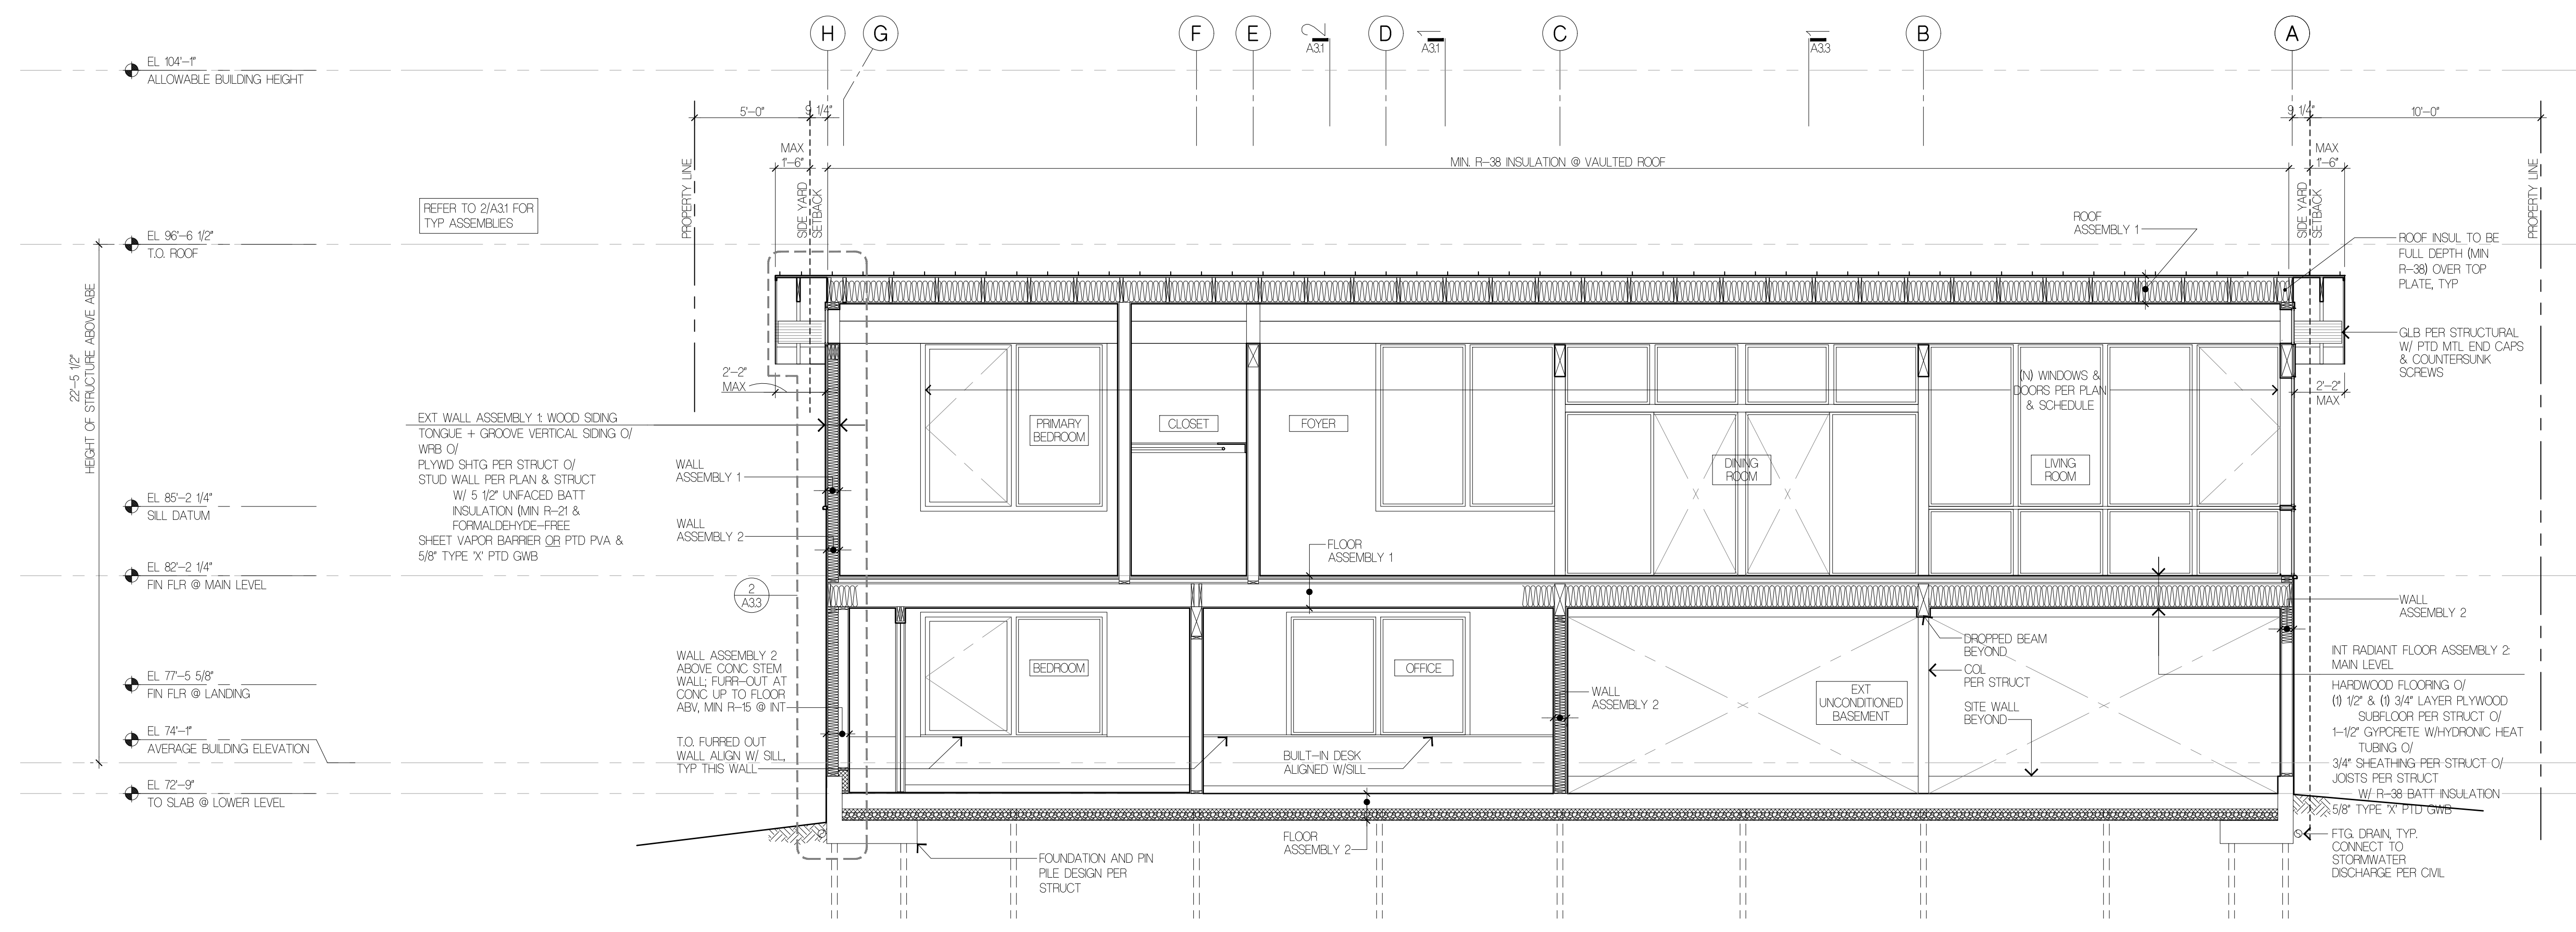 H
G
F
E
2
A3.1
D
1
A3.1
C
1
A3.3
B
A
EL 104'-1"
ALLOWABLE BUILDING HEIGHT
5'-0"
9 1/4"
9 1/4"
10'-0"
MAX
1'-6"
MIN. R-38 INSULATION @ VAULTED ROOF
MAX
1'-6"
PROPERTY LINE
SIDE YARD
SETBACK
SIDE YARD
SETBACK
PROPERTY LINE
REFER TO 2/A3.1 FOR
TYP ASSEMBLIES
ROOF
ASSEMBLY 1
EL 96'-6 1/2"
T.O. ROOF
ROOF INSUL TO BE
FULL DEPTH (MIN
R-38) OVER TOP
PLATE, TYP
GLB PER STRUCTURAL
W/ PTD MTL END CAPS
& COUNTERSUNK
SCREWS
22'-5 1/2"
HEIGHT OF STRUCTURE ABOVE ABE
2'-2"
MAX
2'-2"
MAX
(N) WINDOWS &
DOORS PER PLAN
& SCHEDULE
EXT WALL ASSEMBLY 1: WOOD SIDING
TONGUE + GROOVE VERTICAL SIDING O/
WRB O/
PLYWD SHTG PER STRUCT O/
STUD WALL PER PLAN & STRUCT
W/ 5 1/2" UNFACED BATT
INSULATION (MIN R-21 &
FORMALDEHYDE-FREE
SHEET VAPOR BARRIER OR PTD PVA &
5/8" TYPE 'X' PTD GWB
PRIMARY
BEDROOM
CLOSET
FOYER
DINING
ROOM
LIVING
ROOM
WALL
ASSEMBLY 1
WALL
ASSEMBLY 2
EL 85'-2 1/4"
SILL DATUM
FLOOR
ASSEMBLY 1
EL 82'-2 1/4"
FIN FLR @ MAIN LEVEL
2
A3.3
WALL
ASSEMBLY 2
WALL ASSEMBLY 2
ABOVE CONC STEM
WALL; FURR-OUT AT
CONC UP TO FLOOR
ABV, MIN R-15 @ INT
BEDROOM
OFFICE
WALL
ASSEMBLY 2
EXT
UNCONDITIONED
BASEMENT
DROPPED BEAM
BEYOND
COL
PER STRUCT
SITE WALL
BEYOND
INT RADIANT FLOOR ASSEMBLY 2:
MAIN LEVEL
HARDWOOD FLOORING O/
(1) 1/2" & (1) 3/4" LAYER PLYWOOD
SUBFLOOR PER STRUCT O/
1-1/2" GYPCRETE W/HYDRONIC HEAT
TUBING O/
3/4" SHEATHING PER STRUCT O/
JOISTS PER STRUCT
W/ R-38 BATT INSULATION
5/8" TYPE 'X' PTD GWB
EL 77'-5 5/8"
FIN FLR @ LANDING
EL 74'-1"
AVERAGE BUILDING ELEVATION
T.O. FURRED OUT
WALL ALIGN W/ SILL,
TYP THIS WALL
BUILT-IN DESK
ALIGNED W/SILL
EL 72'-9"
TO SLAB @ LOWER LEVEL
FLOOR
ASSEMBLY 2
FOUNDATION AND PIN
PILE DESIGN PER
STRUCT
FTG. DRAIN, TYP.
CONNECT TO
STORMWATER
DISCHARGE PER CIVIL